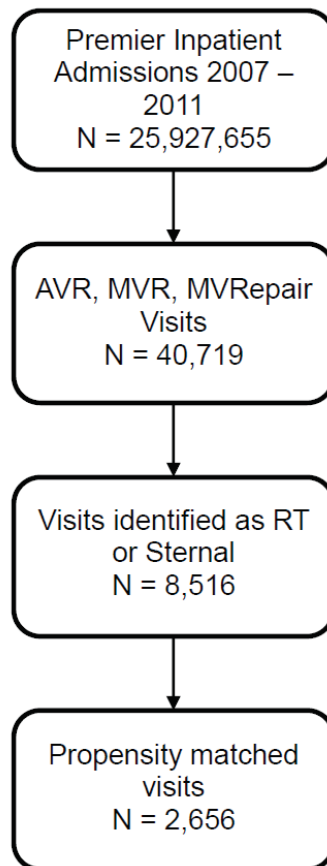 Premier Inpatient
Admissions 2007 –
2011
N = 25,927,655
AVR, MVR, MVRepair
Visits
N = 40,719
Visits identified as RT
or Sternal
N = 8,516
Propensity matched
visits
N = 2,656